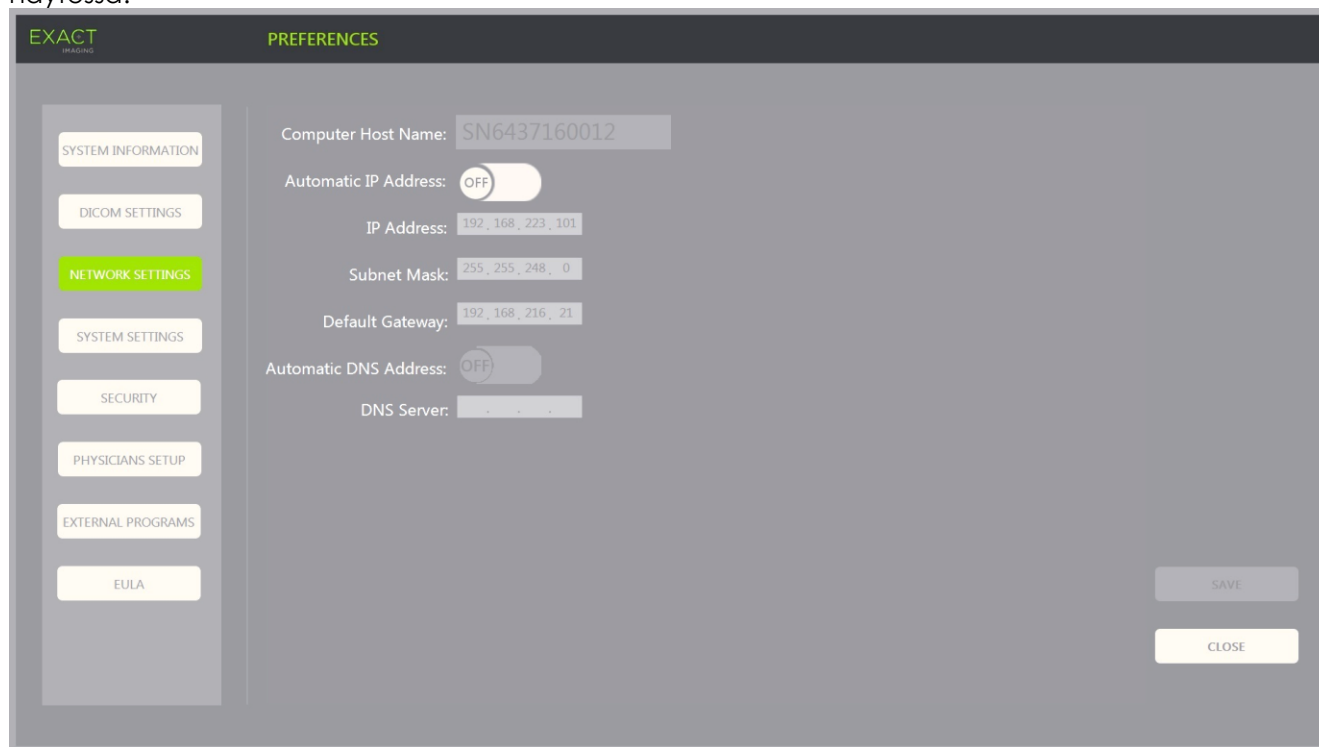 näytössä.
EXACT
IMAGING
PREFERENCES
SYSTEM INFORMATION
DICOM SETTINGS
NETWORK SETTINGS
SYSTEM SETTINGS
SECURITY
PHYSICIANS SETUP
EXTERNAL PROGRAMS
EULA
Computer Host Name: SN6437160012
Automatic IP Address: OFF
IP Address: 192 . 168 . 223 . 101
Subnet Mask: 255 . 255 . 248 . 0
Default Gateway: 192 . 168 . 216 . 21
Automatic DNS Address: OFF
DNS Server: . . .
SAVE
CLOSE